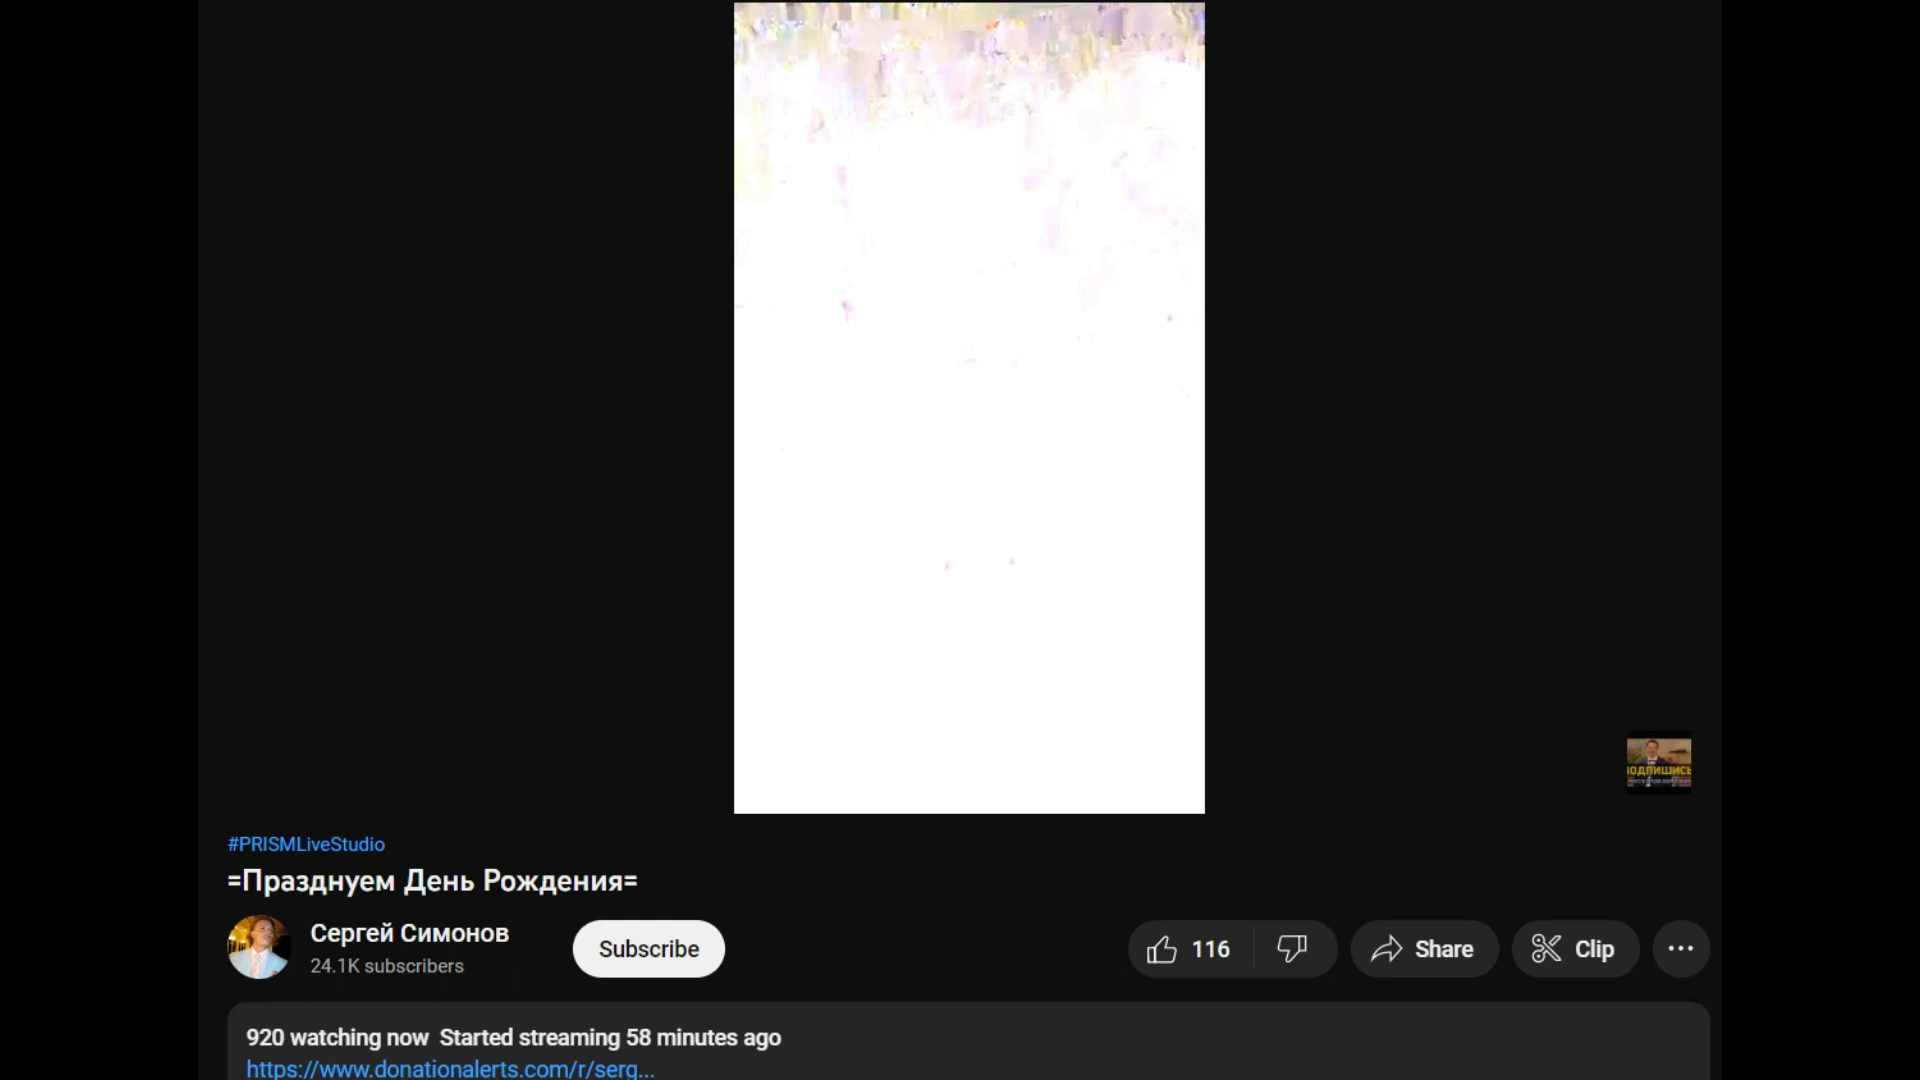 ПОДПИШИСЬ
#PRISMLiveStudio
=Празднуем День Рождения=
Сергей Симонов
24.1K subscribers
Subscribe
116
Share
Clip
920 watching now Started streaming 58 minutes ago
https://www.donationalerts.com/r/serg...